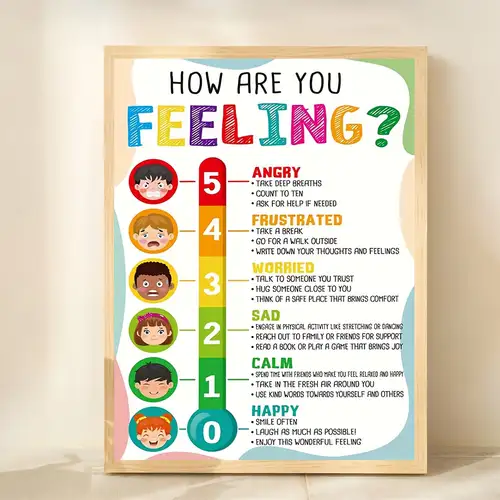 HOW ARE YOU
FEELING?
5
ANGRY
• TAKE DEEP BREATHS
• COUNT TO TEN
• ASK FOR HELP IF NEEDED
4
FRUSTRATED
• TAKE A BREAK
• GO FOR A WALK OUTSIDE
• WRITE DOWN YOUR THOUGHTS AND FEELINGS
3
WORRIED
• TALK TO SOMEONE YOU TRUST
• HUG SOMEONE CLOSE TO YOU
• THINK OF A SAFE PLACE THAT BRINGS COMFORT
2
SAD
• ENGAGE IN PHYSICAL ACTIVITY LIKE STRETCHING OR DANCING
• REACH OUT TO FAMILY OR FRIENDS FOR SUPPORT
• READ A BOOK OR PLAY A GAME THAT BRINGS JOY
1
CALM
• SPEND TIME WITH FRIENDS WHO MAKE YOU FEEL RELAXED AND HAPPY
• TAKE IN THE FRESH AIR AROUND YOU
• USE KIND WORDS TOWARDS YOURSELF AND OTHERS
0
HAPPY
• SMILE OFTEN
• LAUGH AS MUCH AS POSSIBLE!
• ENJOY THIS WONDERFUL FEELING